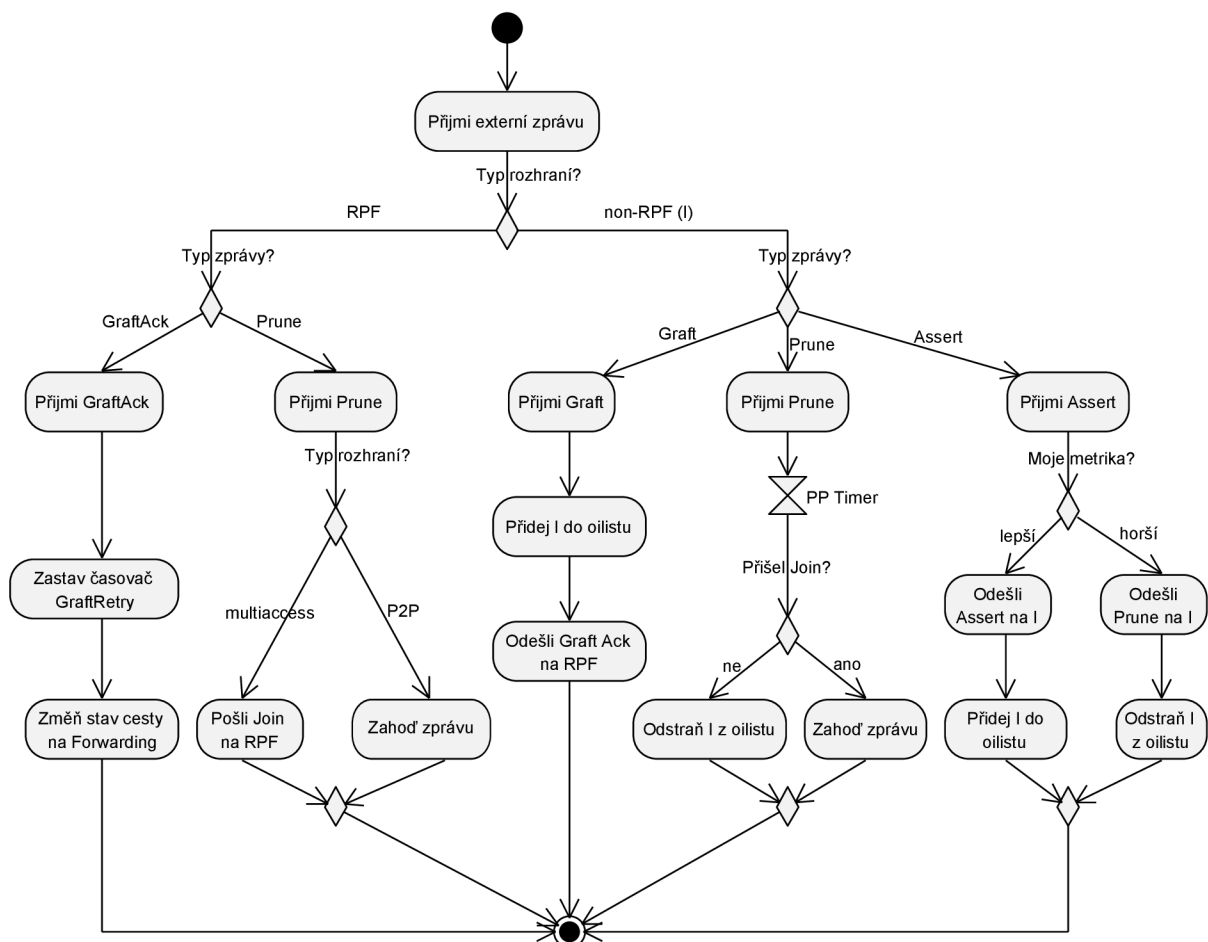 Přijmi externí zprávu
Typ rozhraní?
RPF
non-RPF (I)
Typ zprávy?
Typ zprávy?
GraftAck
Prune
Graft
Prune
Assert
Přijmi GraftAck
Přijmi Prune
Přijmi Graft
Přijmi Prune
Přijmi Assert
Typ rozhraní?
Moje metrika?
PP Timer
Přidej I do oilistu
lepší
horší
Přišel Join?
Zastav časovač
GraftRetry
Odešli
Assert na I
Odešli
Prune na I
multiaccess
P2P
Odešli Graft Ack
na RPF
ne
ano
Změň stav cesty
na Forwarding
Pošli Join
na RPF
Zahoď zprávu
Odstraň I z oilistu
Zahoď zprávu
Přidej I do
oilistu
Odstraň I
z oilistu